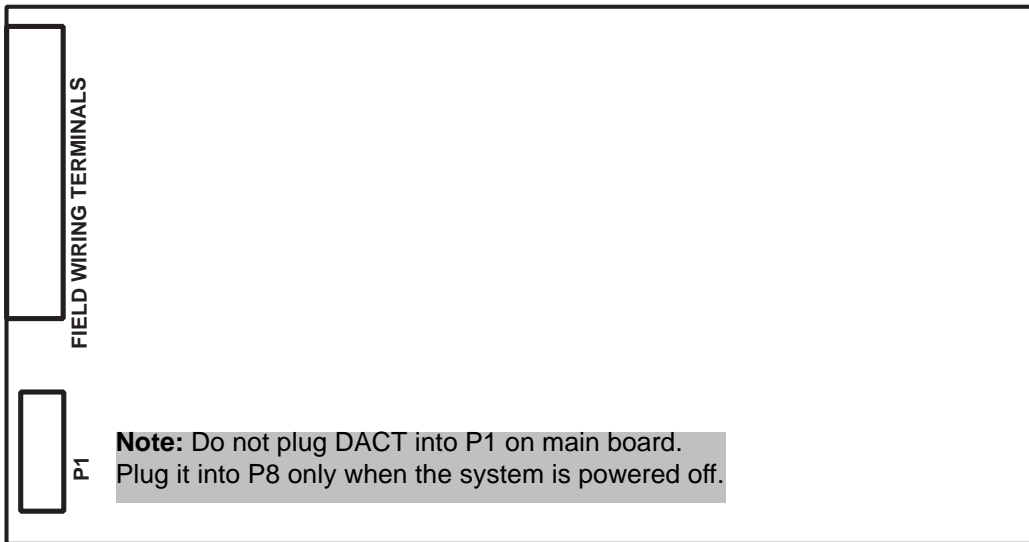 FIELD WIRING TERMINALS
P1
Note: Do not plug DACT into P1 on main board.
Plug it into P8 only when the system is powered off.